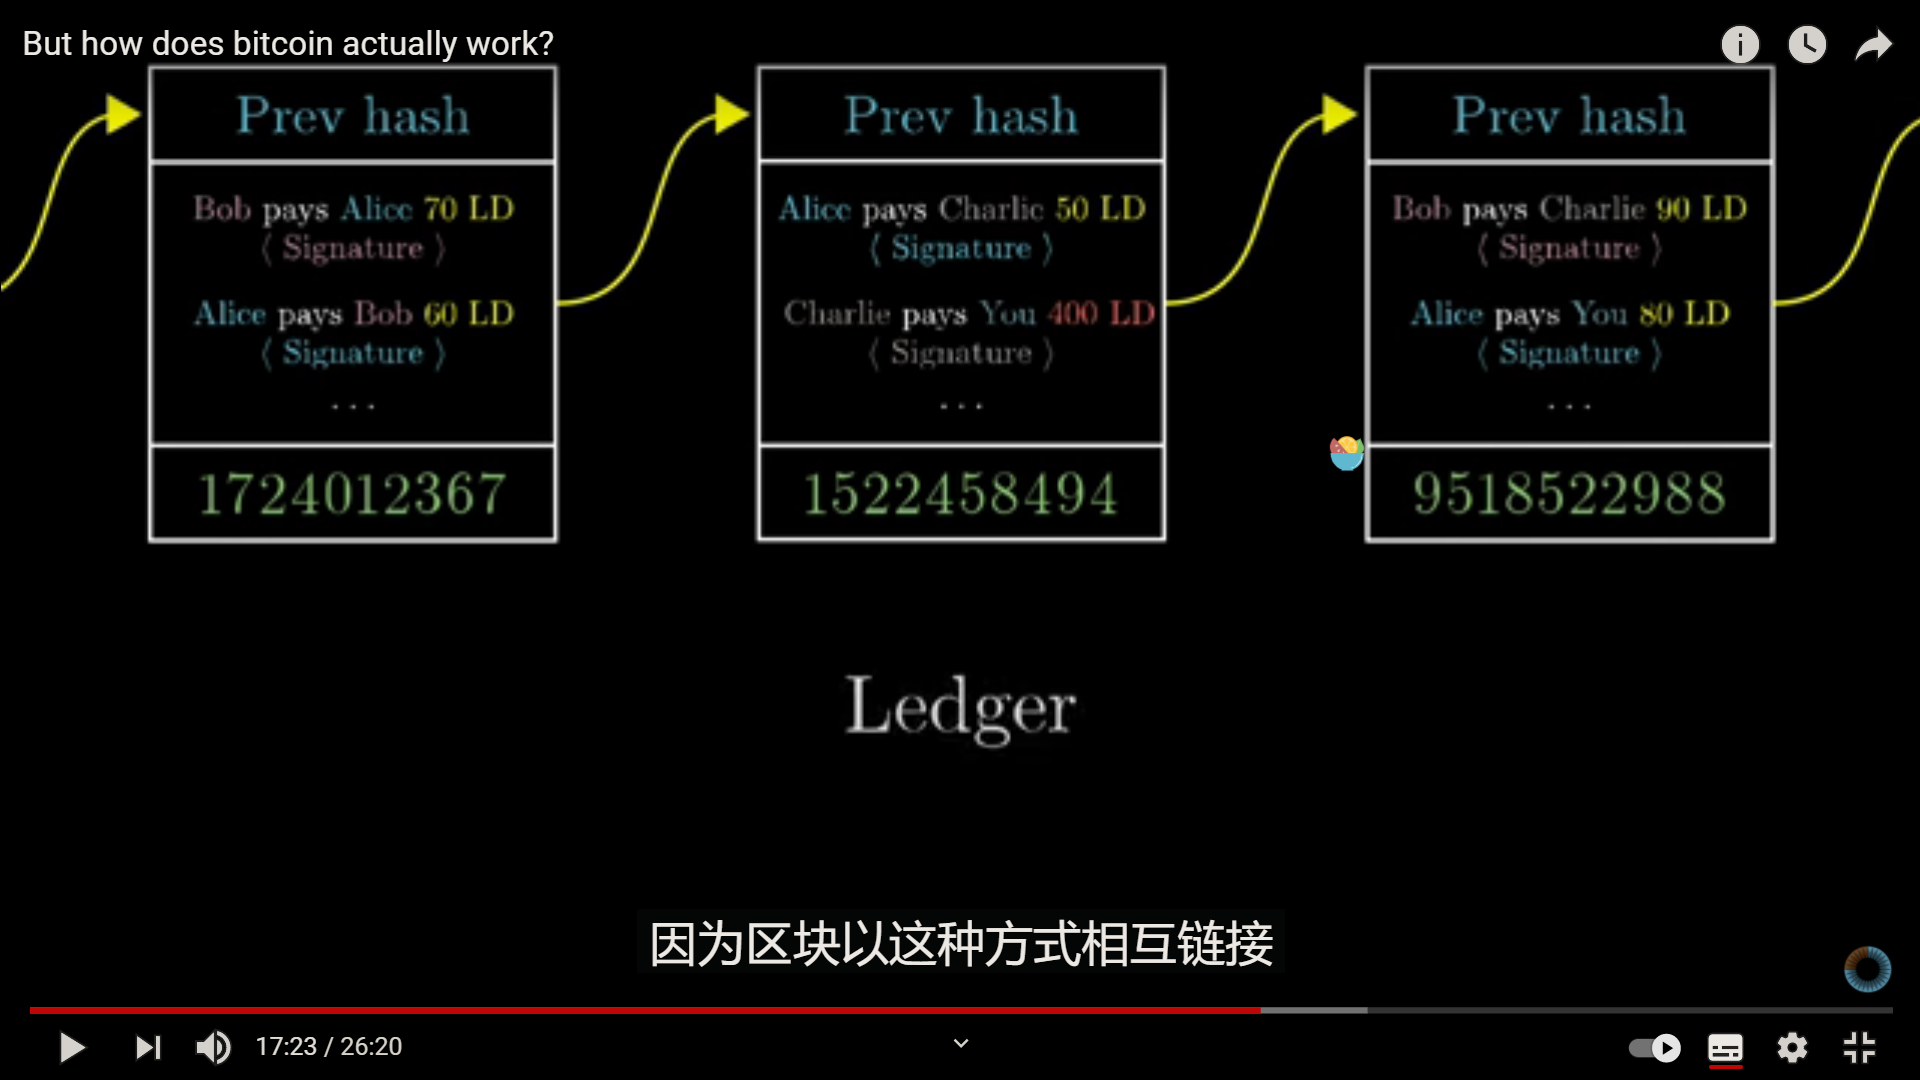 But how does bitcoin actually work?
Prev hash
Bob pays Alice 70 LD
⟨ Signature ⟩
Alice pays Bob 60 LD
⟨ Signature ⟩
...
1724012367
Prev hash
Alice pays Charlie 50 LD
⟨ Signature ⟩
Charlie pays You 400 LD
⟨ Signature ⟩
...
1522458494
Prev hash
Bob pays Charlie 90 LD
⟨ Signature ⟩
Alice pays You 80 LD
⟨ Signature ⟩
...
9518522988
Ledger
因为区块以这种方式相互链接
17:23 / 26:20